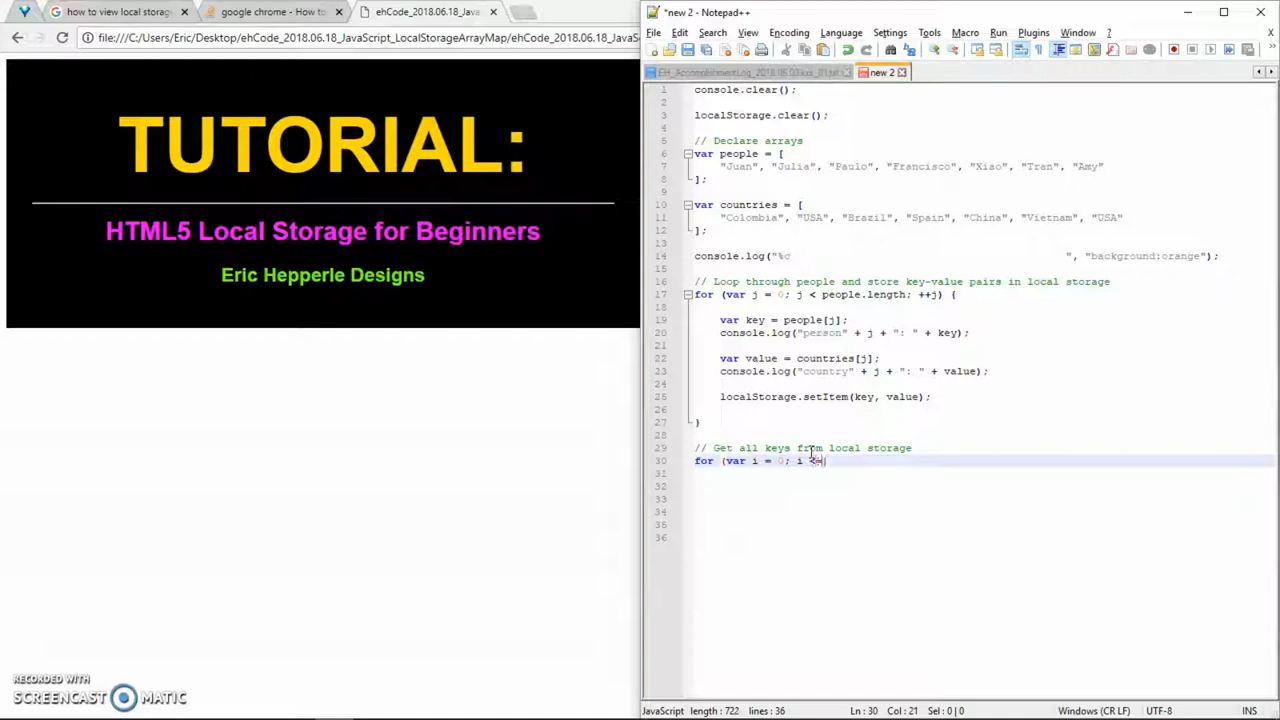 how to view local storage
google chrome - How to
ehCode_2018.06.18_Java
file:///C:/Users/Eric/Desktop/ehCode_2018.06.18_JavaScript_LocalStorageArrayMap/ehCode_2018.06.18_JavaS
TUTORIAL:
HTML5 Local Storage for Beginners
Eric Hepperle Designs
RECORDED WITH
SCREENCAST MATIC
*new 2 - Notepad++
File Edit Search View Encoding Language Settings Tools Macro Run Plugins Window ?
new 2
1 console.clear();
2
3 localStorage.clear();
4
5 // Declare arrays
6 var people = [
7 "Juan", "Julia", "Paulo", "Francisco", "Xiao", "Tran", "Amy"
8 ];
9
10 var countries = [
11 "Colombia", "USA", "Brazil", "Spain", "China", "Vietnam", "USA"
12 ];
13
14 console.log("%c ", "background:orange");
15
16 // Loop through people and store key-value pairs in local storage
17 for (var j = 0; j < people.length; ++j) {
18
19 var key = people[j];
20 console.log("person" + j + ": " + key);
21
22 var value = countries[j];
23 console.log("country" + j + ": " + value);
24
25 localStorage.setItem(key, value);
26
27 }
28
29 // Get all keys from local storage
30 for (var i = 0; i <=)
31
32
33
34
35
36
JavaScript length : 722 lines : 36 Ln : 30 Col : 21 Sel : 0 | 0 Windows (CR LF) UTF-8 INS